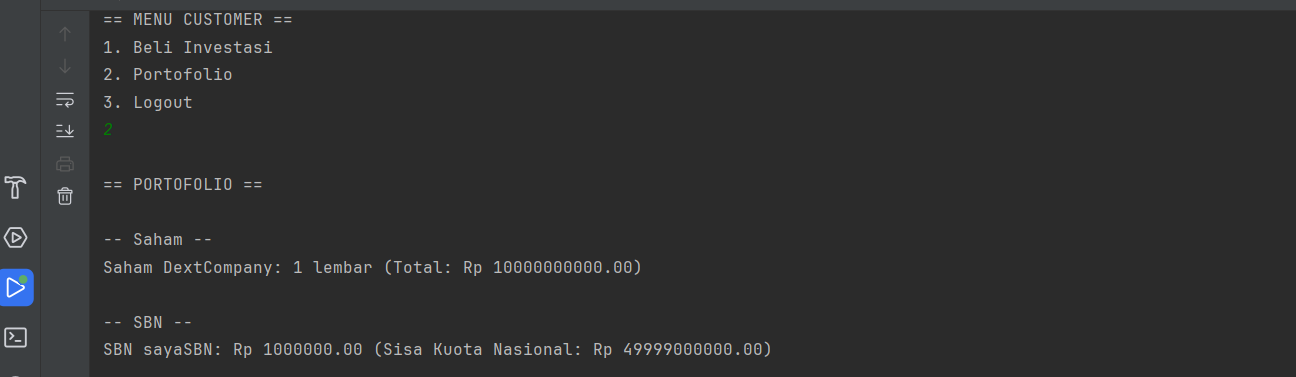 == MENU CUSTOMER ==
1. Beli Investasi
2. Portofolio
3. Logout
2
== PORTOFOLIO ==
-- Saham --
Saham DextCompany: 1 lembar (Total: Rp 10000000000.00)
-- SBN --
SBN sayaSBN: Rp 1000000.00 (Sisa Kuota Nasional: Rp 49999000000.00)